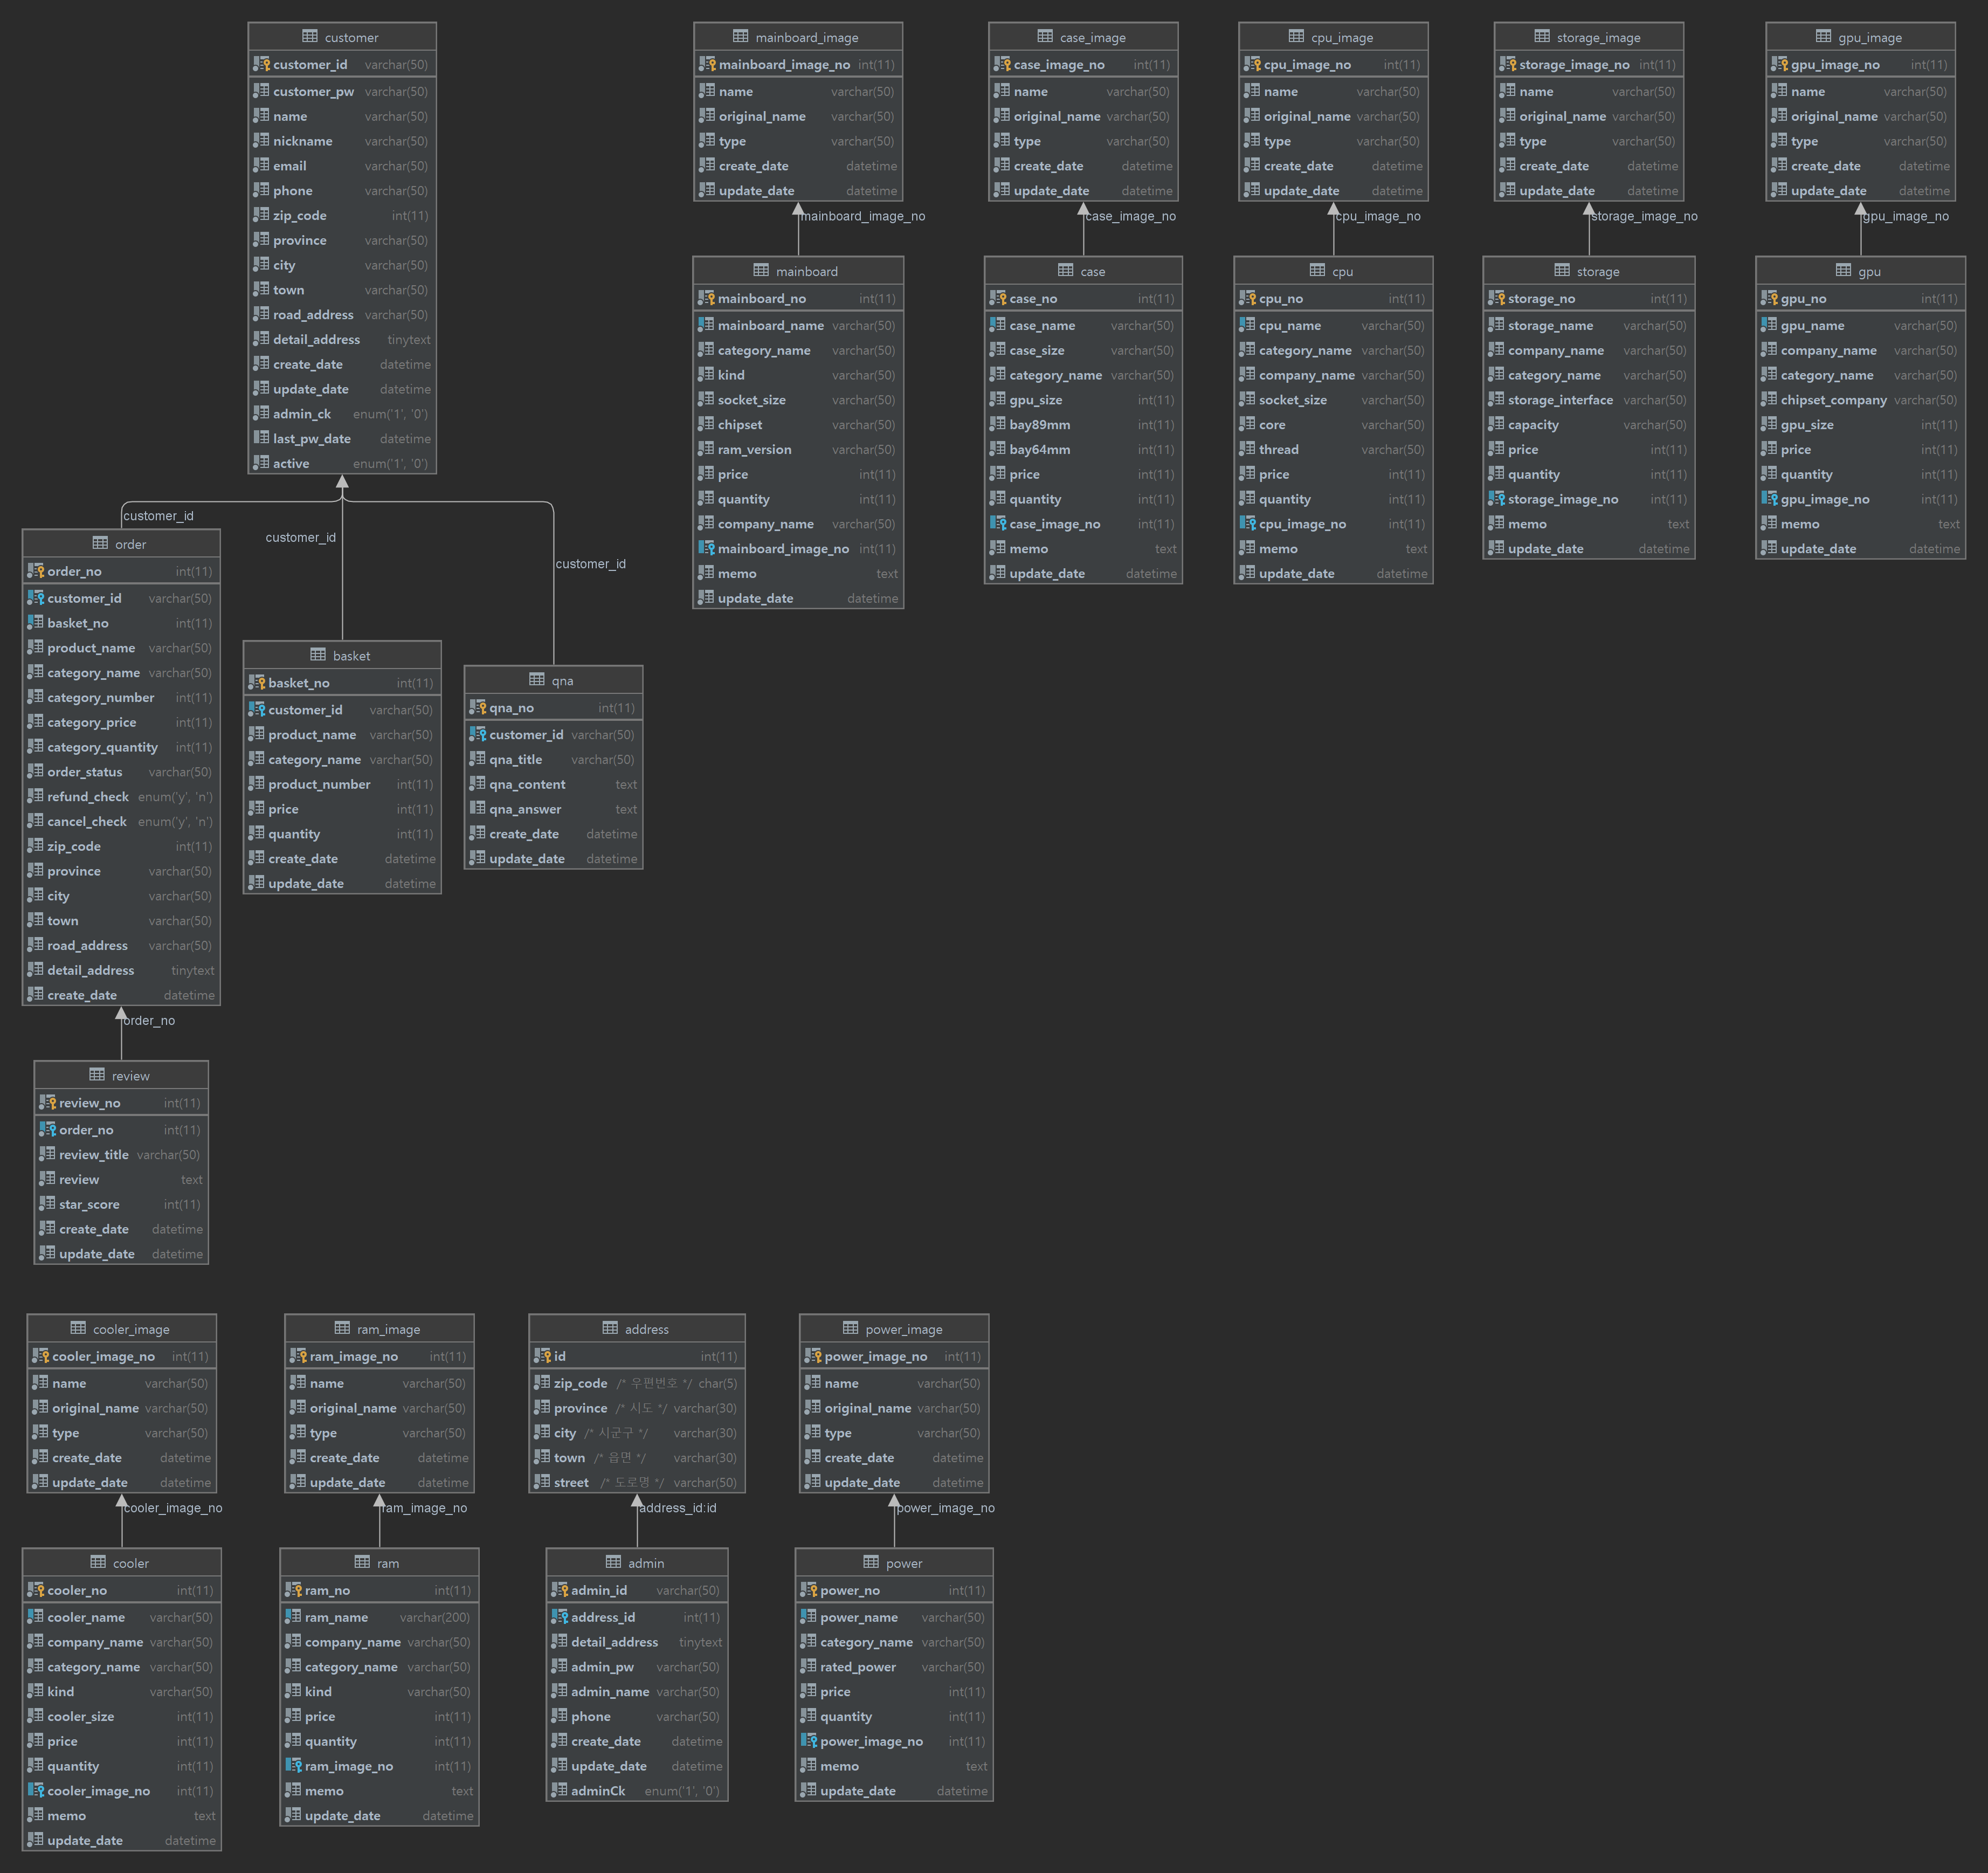 customer
customer_id varchar(50)
customer_pw varchar(50)
name varchar(50)
nickname varchar(50)
email varchar(50)
phone varchar(50)
zip_code int(11)
province varchar(50)
city varchar(50)
town varchar(50)
road_address varchar(50)
detail_address tinytext
create_date datetime
update_date datetime
admin_ck enum('1', '0')
last_pw_date datetime
active enum('1', '0')
mainboard_image
mainboard_image_no int(11)
name varchar(50)
original_name varchar(50)
type varchar(50)
create_date datetime
update_date datetime
mainboard_image_no
case_image
case_image_no int(11)
name varchar(50)
original_name varchar(50)
type varchar(50)
create_date datetime
update_date datetime
case_image_no
cpu_image
cpu_image_no int(11)
name varchar(50)
original_name varchar(50)
type varchar(50)
create_date datetime
update_date datetime
cpu_image_no
storage_image
storage_image_no int(11)
name varchar(50)
original_name varchar(50)
type varchar(50)
create_date datetime
update_date datetime
storage_image_no
gpu_image
gpu_image_no int(11)
name varchar(50)
original_name varchar(50)
type varchar(50)
create_date datetime
update_date datetime
gpu_image_no
mainboard
mainboard_no int(11)
mainboard_name varchar(50)
category_name varchar(50)
kind varchar(50)
socket_size varchar(50)
chipset varchar(50)
ram_version varchar(50)
price int(11)
quantity int(11)
company_name varchar(50)
mainboard_image_no int(11)
memo text
update_date datetime
case
case_no int(11)
case_name varchar(50)
case_size varchar(50)
category_name varchar(50)
gpu_size int(11)
bay89mm int(11)
bay64mm int(11)
price int(11)
quantity int(11)
case_image_no int(11)
memo text
update_date datetime
cpu
cpu_no int(11)
cpu_name varchar(50)
category_name varchar(50)
company_name varchar(50)
socket_size varchar(50)
core varchar(50)
thread varchar(50)
price int(11)
quantity int(11)
cpu_image_no int(11)
memo text
update_date datetime
storage
storage_no int(11)
storage_name varchar(50)
company_name varchar(50)
category_name varchar(50)
storage_interface varchar(50)
capacity varchar(50)
price int(11)
quantity int(11)
storage_image_no int(11)
memo text
update_date datetime
gpu
gpu_no int(11)
gpu_name varchar(50)
company_name varchar(50)
category_name varchar(50)
chipset_company varchar(50)
gpu_size int(11)
price int(11)
quantity int(11)
gpu_image_no int(11)
memo text
update_date datetime
customer_id
customer_id
customer_id
order
order_no int(11)
customer_id varchar(50)
basket_no int(11)
product_name varchar(50)
category_name varchar(50)
category_number int(11)
category_price int(11)
category_quantity int(11)
order_status varchar(50)
refund_check enum('y', 'n')
cancel_check enum('y', 'n')
zip_code int(11)
province varchar(50)
city varchar(50)
town varchar(50)
road_address varchar(50)
detail_address tinytext
create_date datetime
order_no
basket
basket_no int(11)
customer_id varchar(50)
product_name varchar(50)
category_name varchar(50)
product_number int(11)
price int(11)
quantity int(11)
create_date datetime
update_date datetime
qna
qna_no int(11)
customer_id varchar(50)
qna_title varchar(50)
qna_content text
qna_answer text
create_date datetime
update_date datetime
review
review_no int(11)
order_no int(11)
review_title varchar(50)
review text
star_score int(11)
create_date datetime
update_date datetime
cooler_image
cooler_image_no int(11)
name varchar(50)
original_name varchar(50)
type varchar(50)
create_date datetime
update_date datetime
cooler_image_no
ram_image
ram_image_no int(11)
name varchar(50)
original_name varchar(50)
type varchar(50)
create_date datetime
update_date datetime
ram_image_no
address
id int(11)
zip_code /* 우편번호 */ char(5)
province /* 시도 */ varchar(30)
city /* 시군구 */ varchar(30)
town /* 읍면 */ varchar(30)
street /* 도로명 */ varchar(50)
address_id:id
power_image
power_image_no int(11)
name varchar(50)
original_name varchar(50)
type varchar(50)
create_date datetime
update_date datetime
power_image_no
cooler
cooler_no int(11)
cooler_name varchar(50)
company_name varchar(50)
category_name varchar(50)
kind varchar(50)
cooler_size int(11)
price int(11)
quantity int(11)
cooler_image_no int(11)
memo text
update_date datetime
ram
ram_no int(11)
ram_name varchar(200)
company_name varchar(50)
category_name varchar(50)
kind varchar(50)
price int(11)
quantity int(11)
ram_image_no int(11)
memo text
update_date datetime
admin
admin_id varchar(50)
address_id int(11)
detail_address tinytext
admin_pw varchar(50)
admin_name varchar(50)
phone varchar(50)
create_date datetime
update_date datetime
adminCk enum('1', '0')
power
power_no int(11)
power_name varchar(50)
category_name varchar(50)
rated_power varchar(50)
price int(11)
quantity int(11)
power_image_no int(11)
memo text
update_date datetime